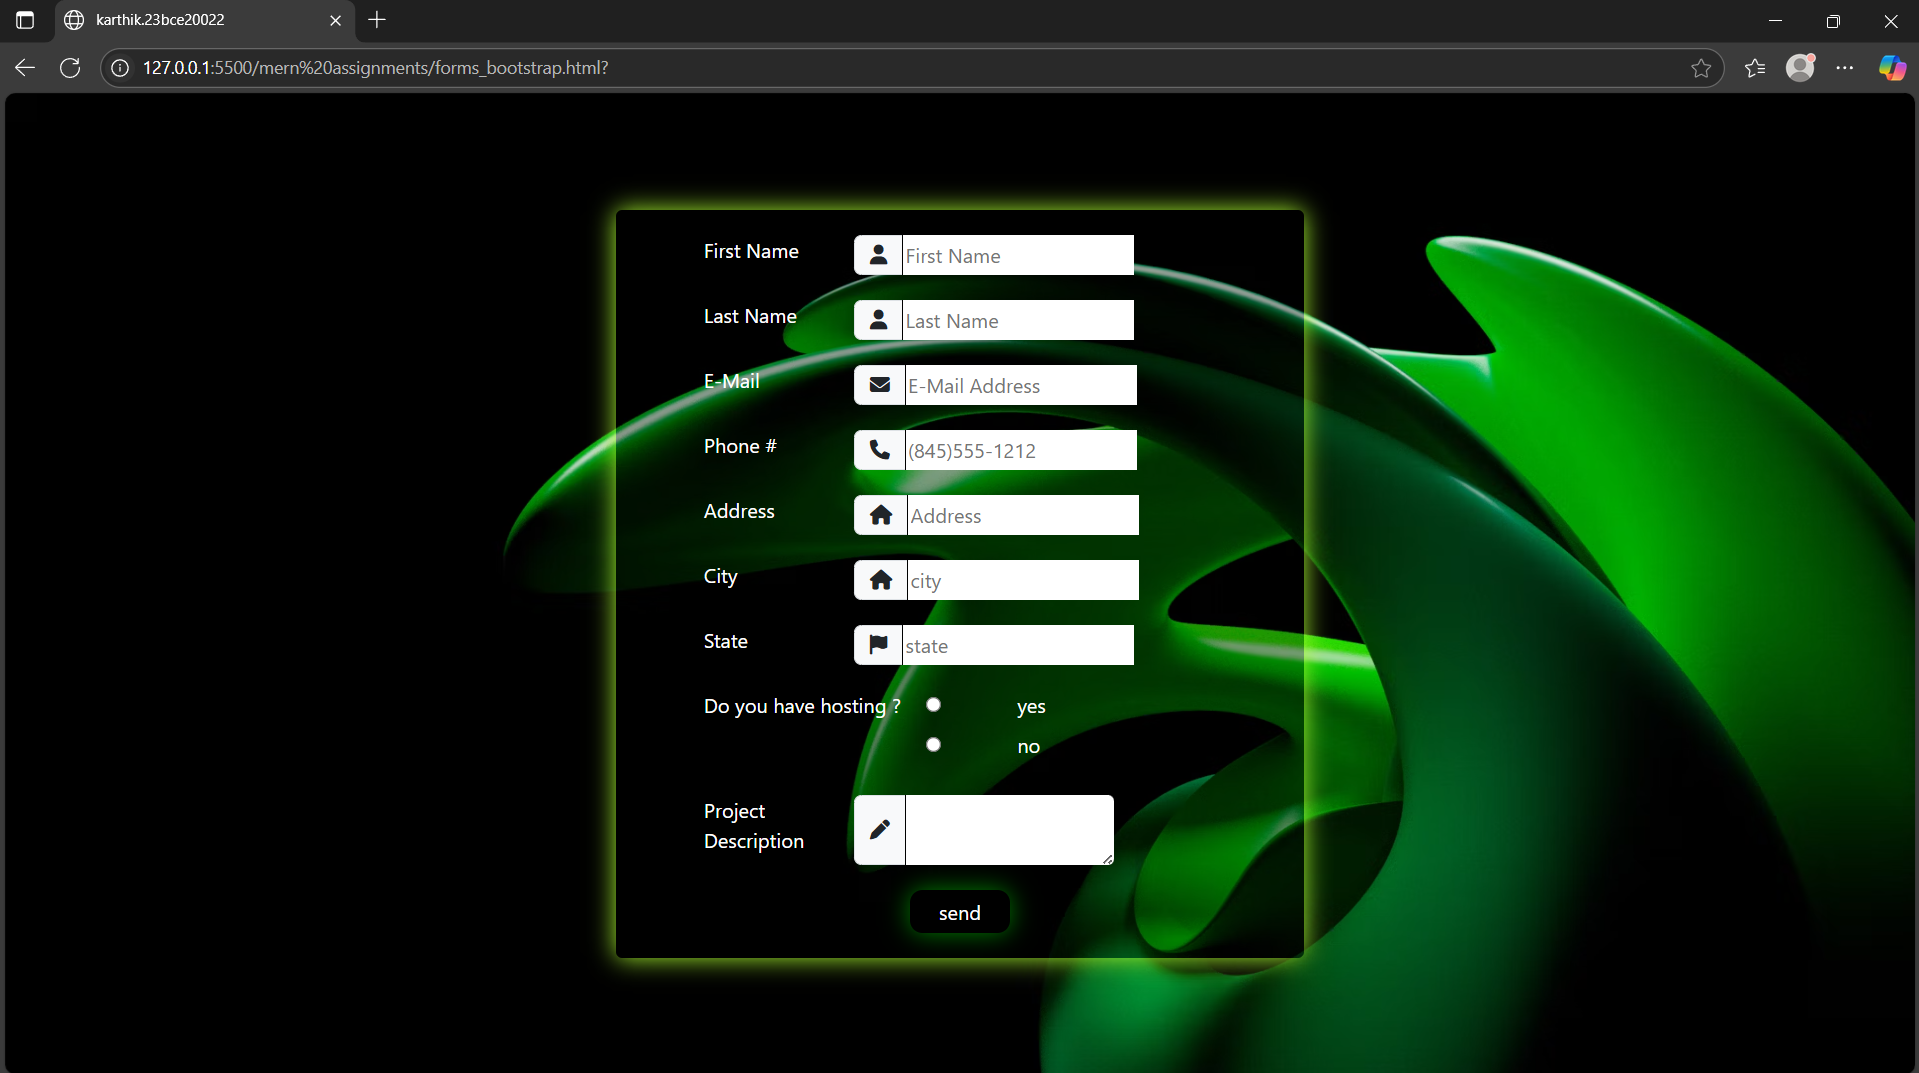 karthik.23bce20022
127.0.0.1:5500/mern%20assignments/forms_bootstrap.html?
First Name First Name
Last Name Last Name
E-Mail E-Mail Address
Phone # (845)555-1212
Address Address
City city
State state
Do you have hosting ? yes
no
Project
Description
send